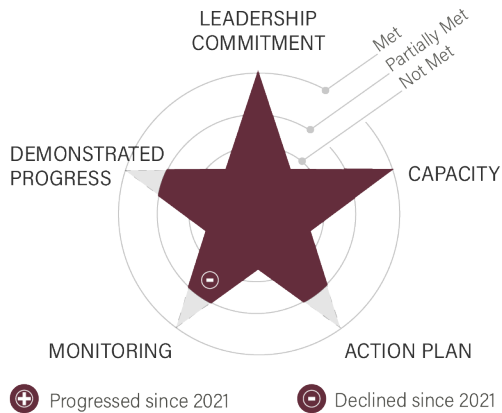 LEADERSHIP
COMMITMENT
Met
Partially Met
Not Met
DEMONSTRATED
PROGRESS
CAPACITY
MONITORING
ACTION PLAN
Progressed since 2021
Declined since 2021